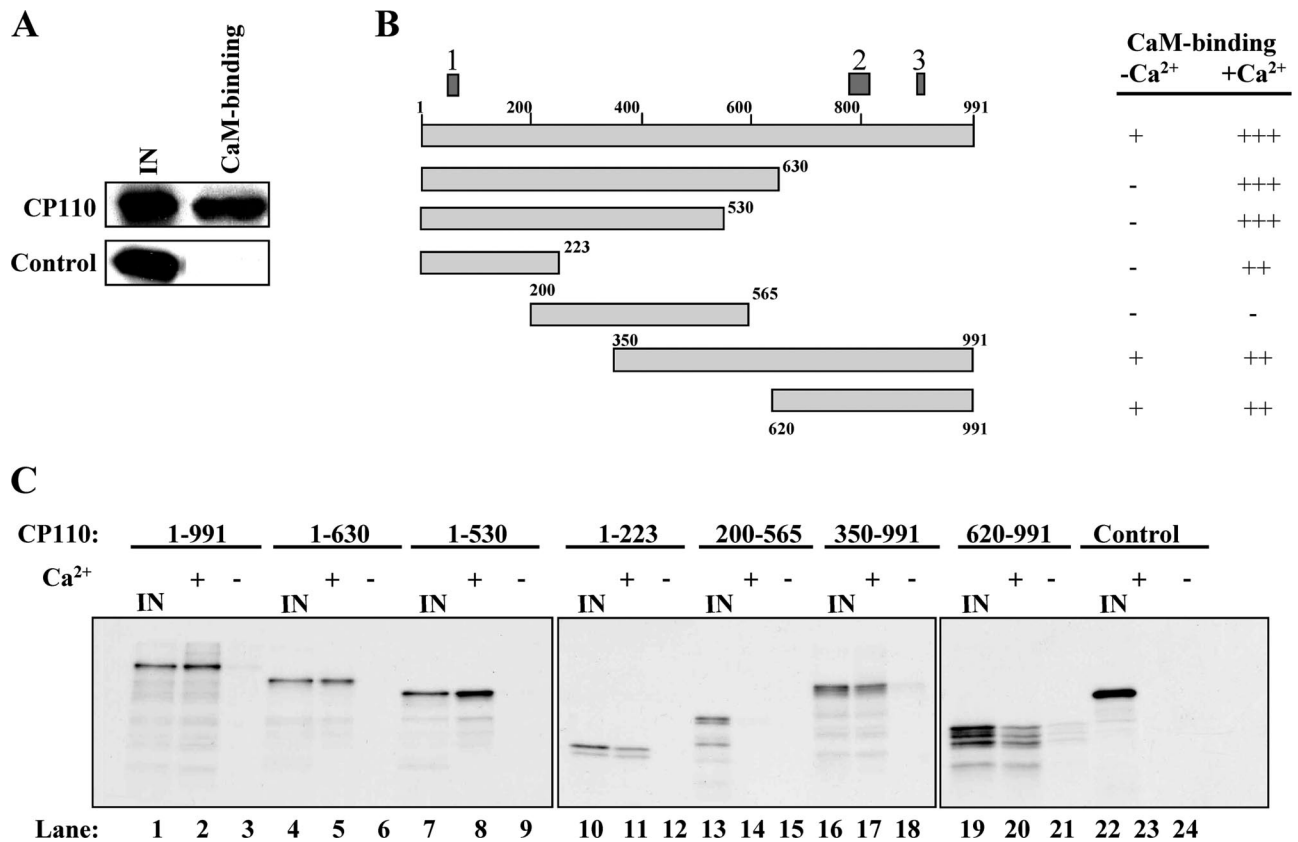 A
IN
CaM-binding
CP110
Control
B
1 2 3
1 200 400 600 800 991
630
530
223
200 565
350 991
620 991
CaM-binding
-Ca²⁺ +Ca²⁺
+ +++
- +++
- +++
- ++
- -
+ ++
+ ++
C
CP110: 1-991 1-630 1-530 1-223 200-565 350-991 620-991 Control
Ca²⁺ + - + - + - + - + - + - + - + -
IN IN IN IN IN IN IN IN
Lane: 1 2 3 4 5 6 7 8 9 10 11 12 13 14 15 16 17 18 19 20 21 22 23 24